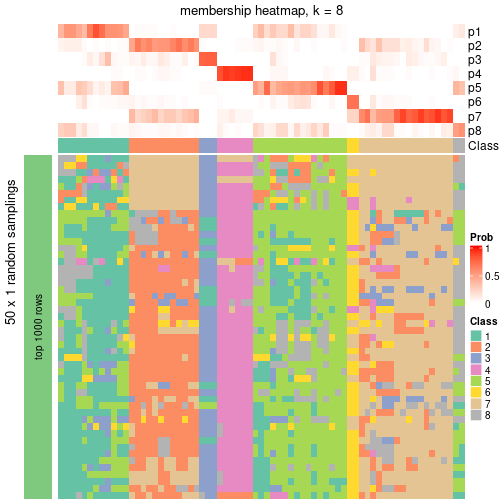 membership heatmap, k = 8
p1
p2
p3
p4
p5
p6
p7
p8
Class
50 x 1 random samplings
top 1000 rows
Prob
1
0.5
0
Class
1
2
3
4
5
6
7
8